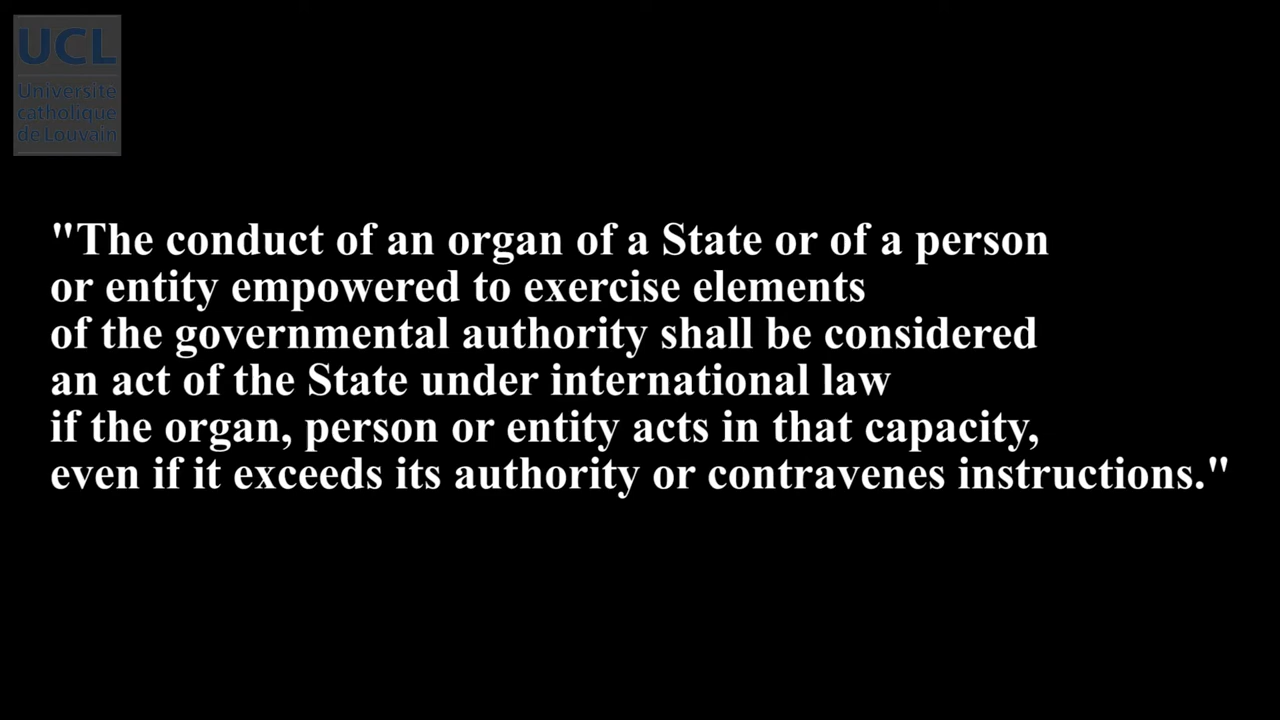 UCL
Université
catholique
de Louvain
"The conduct of an organ of a State or of a person
or entity empowered to exercise elements
of the governmental authority shall be considered
an act of the State under international law
if the organ, person or entity acts in that capacity,
even if it exceeds its authority or contravenes instructions."